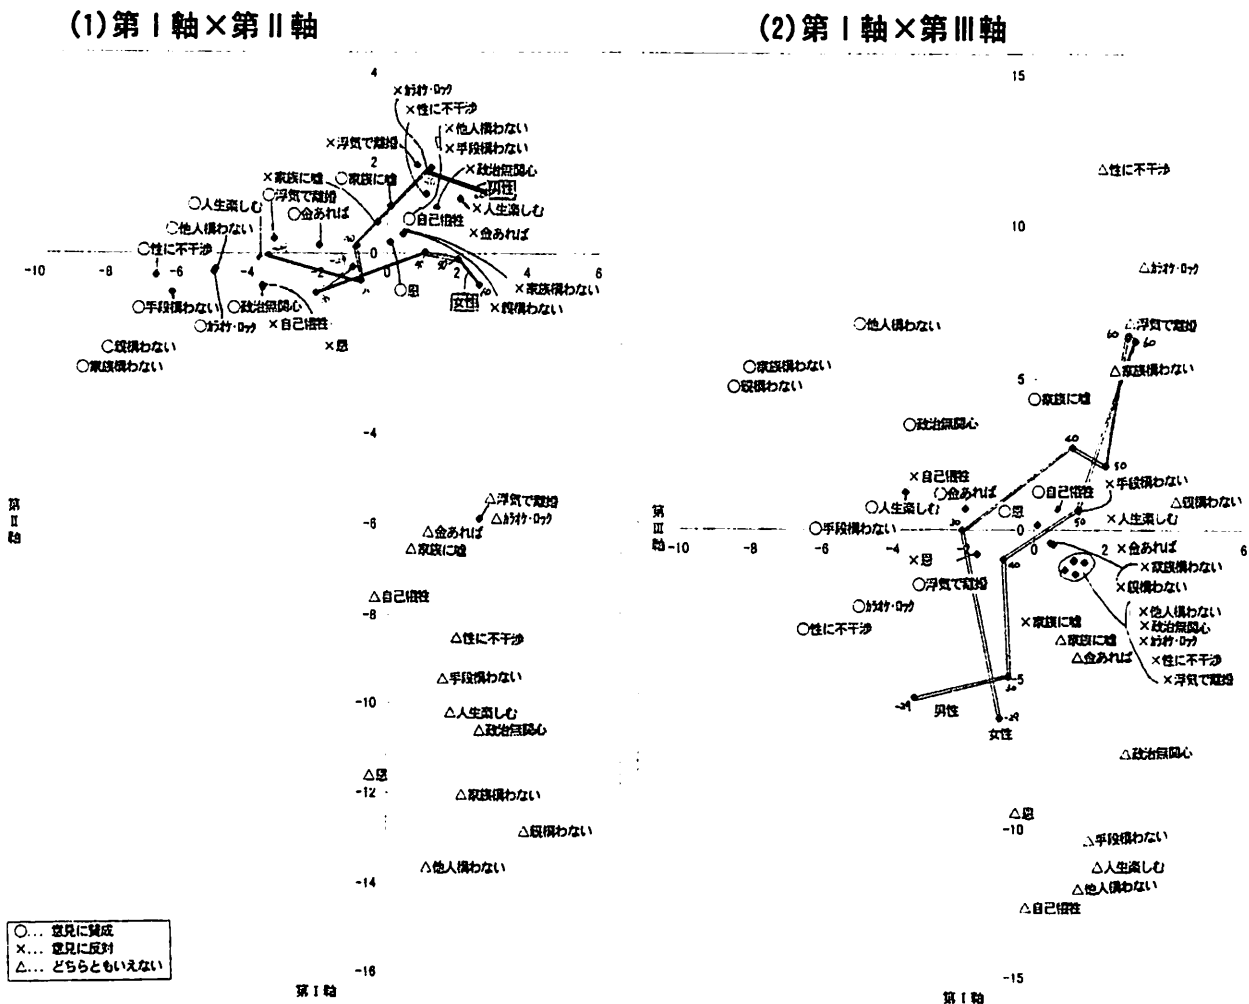 (1)第Ⅰ軸×第Ⅱ軸
4
×カラオケ・ロック
×性に不干渉
×他人構わない
×手段構わない
×浮気で離婚
2
×政治無関心
×家族に嘘
○家族に嘘
男性
○浮気で離婚
○人生楽しむ
○金あれば
×人生楽しむ
○他人構わない
○自己犠牲
×金あれば
○性に不干渉
0
-10
-8
-6
-4
-2
0
2
4
6
○恩
女性
×家族構わない
×親構わない
○手段構わない
○政治無関心
○カラオケ・ロック
×自己犠牲
×恩
○親構わない
○家族構わない
-4
第Ⅱ軸
△浮気で離婚
△カラオケ・ロック
-6
△金あれば
△家族に嘘
△自己犠牲
-8
△性に不干渉
△手段構わない
-10
△人生楽しむ
△政治無関心
△恩
-12
△家族構わない
△親構わない
△他人構わない
-14
-16
第Ⅰ軸
○... 意見に賛成
×... 意見に反対
△... どちらともいえない
(2)第Ⅰ軸×第Ⅲ軸
15
△性に不干渉
10
△カラオケ・ロック
○他人構わない
△浮気で離婚
60
60
○家族構わない
△家族構わない
○親構わない
5
○家族に嘘
○政治無関心
40
50
×自己犠牲
○金あれば
○自己犠牲
×手段構わない
△親構わない
○人生楽しむ
○恩
50
×人生楽しむ
第Ⅲ軸
○手段構わない
30
0
-10
-8
-6
-4
-2
0
2
6
×金あれば
×恩
40
×家族構わない
×親構わない
○浮気で離婚
○カラオケ・ロック
×他人構わない
○性に不干渉
×家族に嘘
×政治無関心
△家族に嘘
×カラオケ・ロック
△金あれば
×性に不干渉
×浮気で離婚
-5
30
-29
男性
-29
女性
△政治無関心
-10
△恩
△手段構わない
△人生楽しむ
△他人構わない
△自己犠牲
-15
第Ⅰ軸